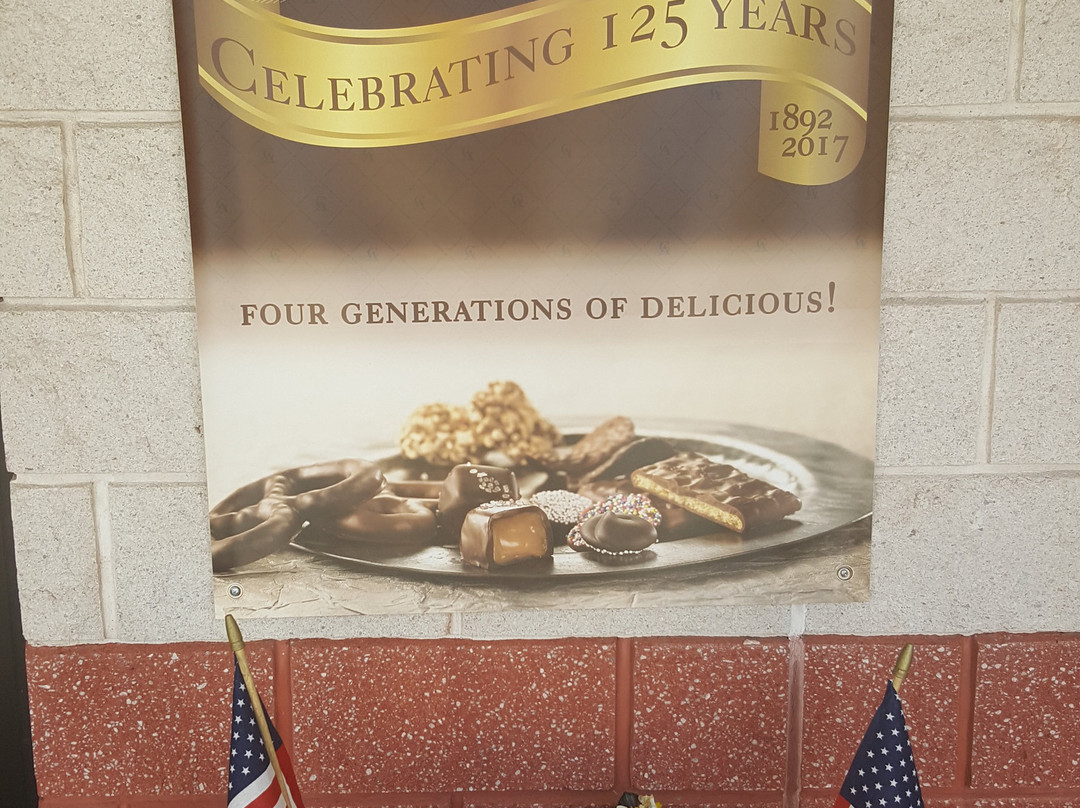 CELEBRATING 125 YEARS
1892
2017
FOUR GENERATIONS OF DELICIOUS!